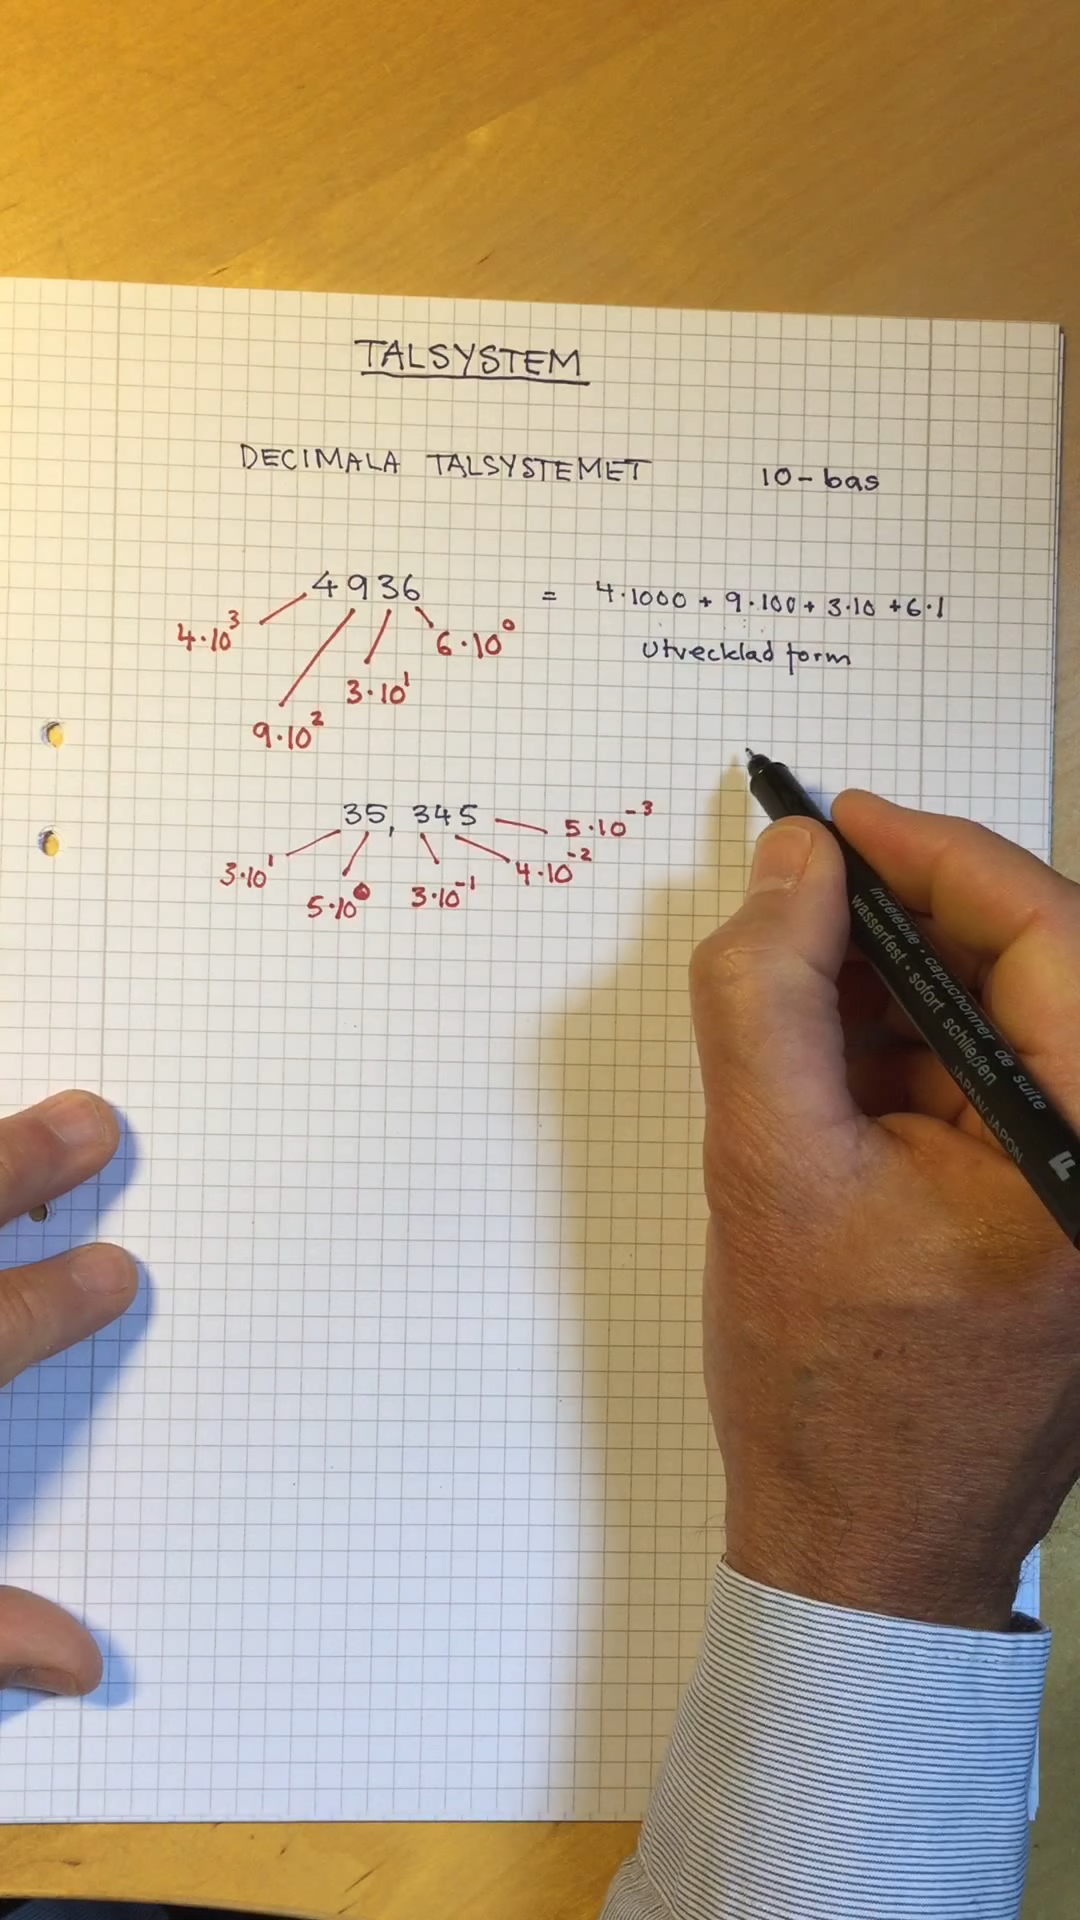 TALSYSTEM
DECIMALA TALSYSTEMET 10-bas
4936 = 4·1000 + 9·100 + 3·10 + 6·1
4·10³ 6·10⁰ utvecklad form
3·10¹
9·10²
35,345 5·10⁻³
3·10¹ 4·10⁻²
5·10⁰ 3·10⁻¹
indélébile · capuchonner de suite
wasserfest · sofort schließen
JAPAN/JAPON
F